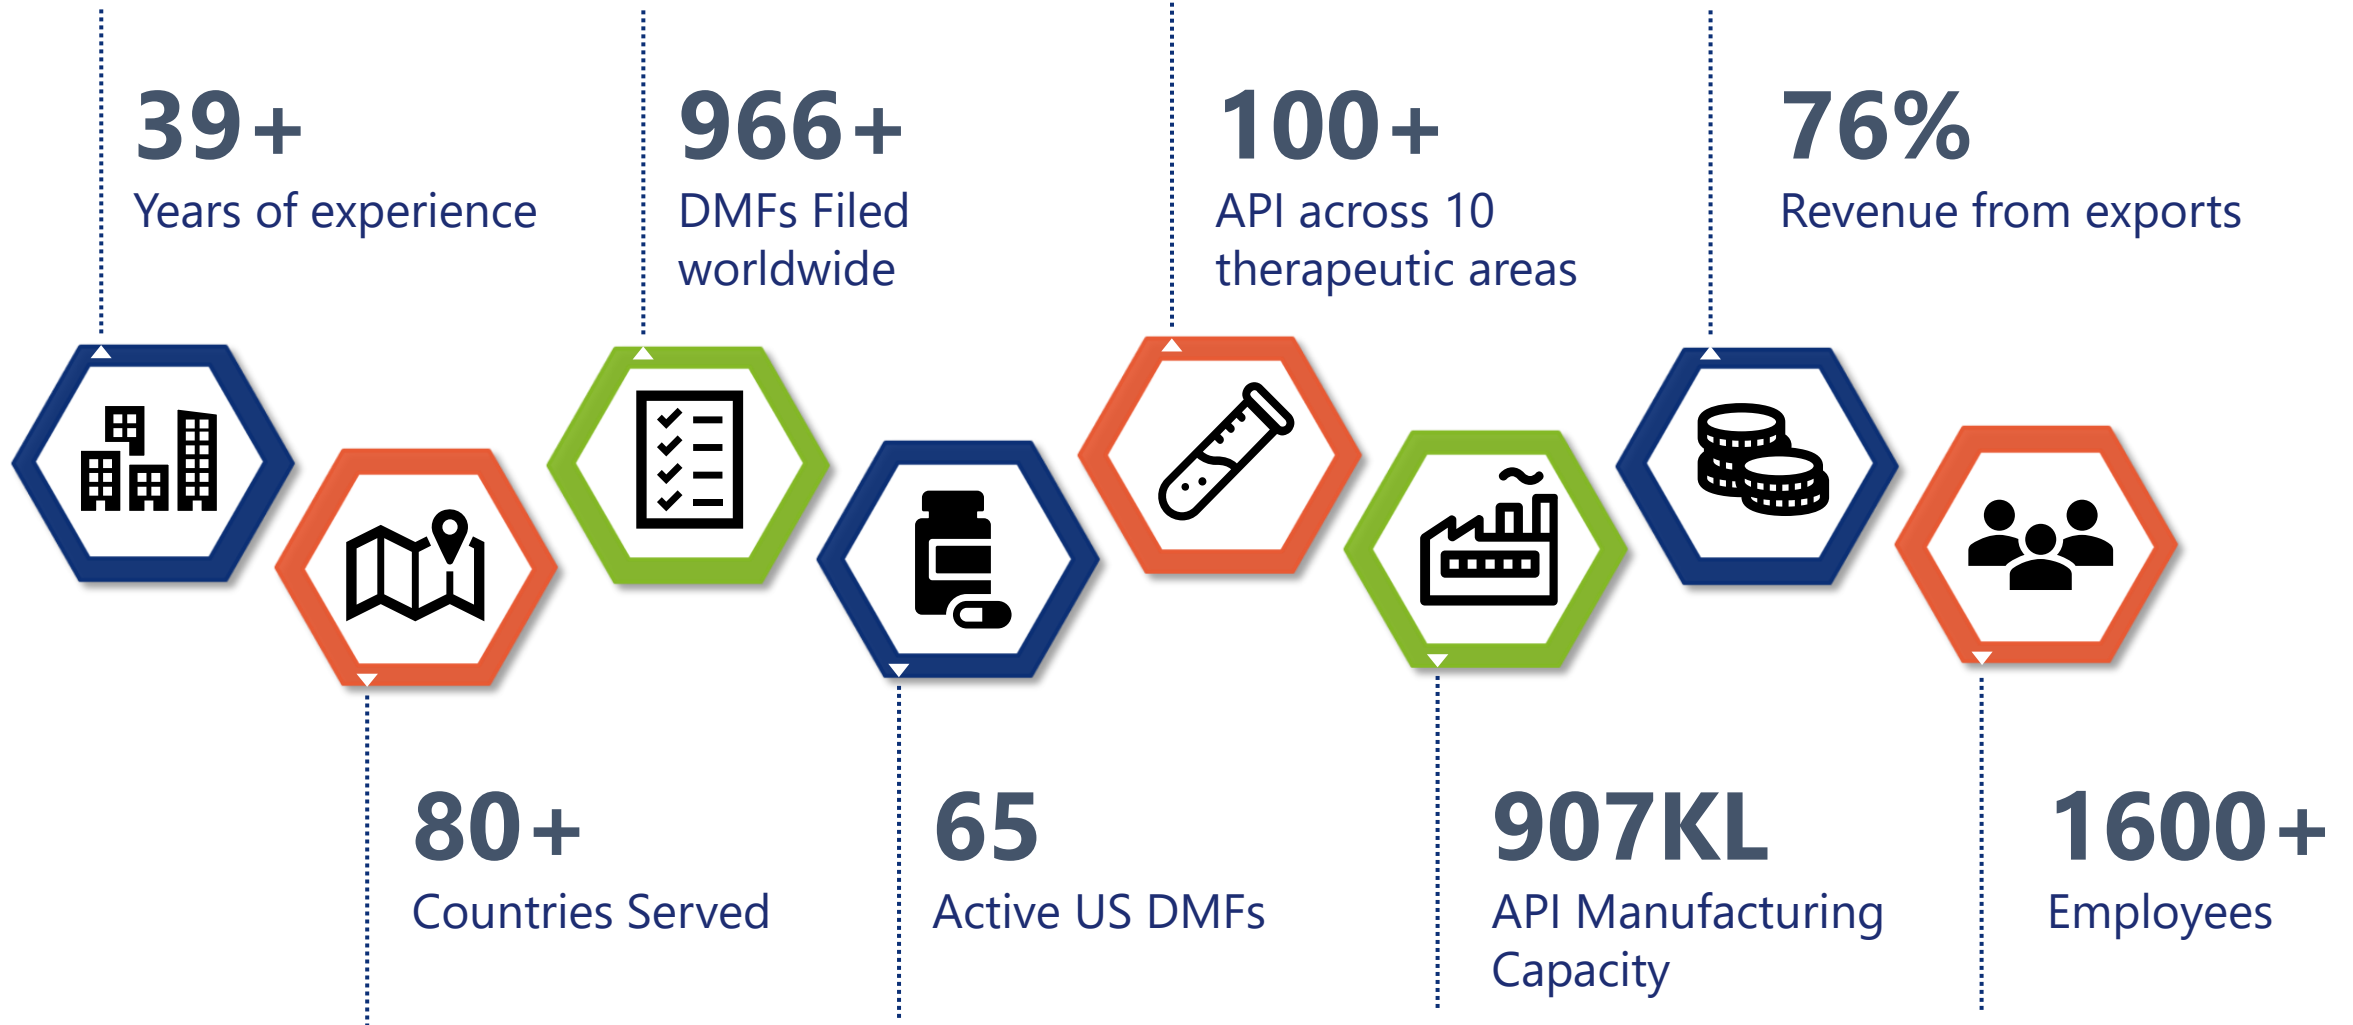 39+
Years of experience
966+
DMFs Filed
worldwide
100+
API across 10
therapeutic areas
76%
Revenue from exports
80+
Countries Served
65
Active US DMFs
907KL
API Manufacturing
Capacity
1600+
Employees